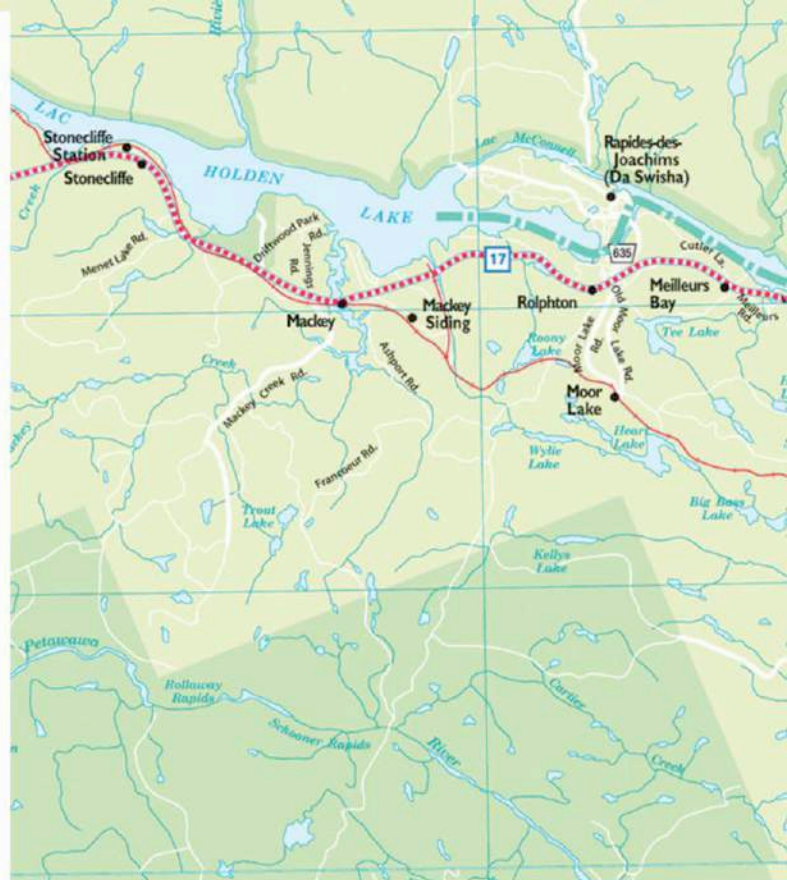 LAC
HOLDEN
LAKE
Stonecliffe
Station
Stonecliffe
Creek
Menet Lake Rd.
Driftwood Park
Rd.
Jennings
Rd.
Lac McConnell
Rapides-des-
Joachims
(Da Swisha)
635
17
Cutler La.
Meilleurs
Bay
Meilleurs
Rd.
Rolphton
Mackey
Mackey
Siding
Tee Lake
Roony
Lake
Moor Lake
Rd.
Old Moor Lake Rd.
Moor
Lake
Creek
Mackey Creek Rd.
Ashport Rd.
Francoeur Rd.
Wylie
Lake
Heart
Lake
Trout
Lake
Big Bass
Lake
Kellys
Lake
Petawawa
Rollaway
Rapids
Schooner Rapids
River
Cartier
Creek